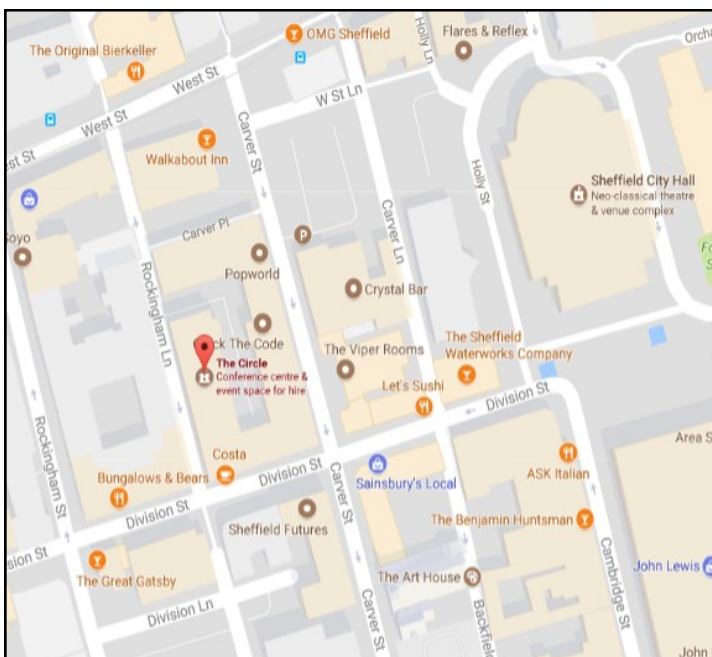 OMG Sheffield
Flares & Reflex
Holly Ln
Orcha
The Original Bierkeller
West St
West St
W St Ln
Carver St
st St
Walkabout Inn
Holly St
Sheffield City Hall
Neo-classical theatre
& venue complex
Carver Pl
Carver Ln
Soyo
Fo
S
P
Popworld
Crystal Bar
Rockingham Ln
ck The Code
The Viper Rooms
The Sheffield
Waterworks Company
The Circle
Conference centre &
event space for hire
Let's Sushi
Division St
Rockingham St
Costa
Area S
Division St
Bungalows & Bears
Sainsbury's Local
ASK Italian
Division St
Sheffield Futures
Carver St
The Benjamin Huntsman
sion St
The Great Gatsby
The Art House
Cambridge St
John Lewis
Division Ln
Carver St
Backfield
John